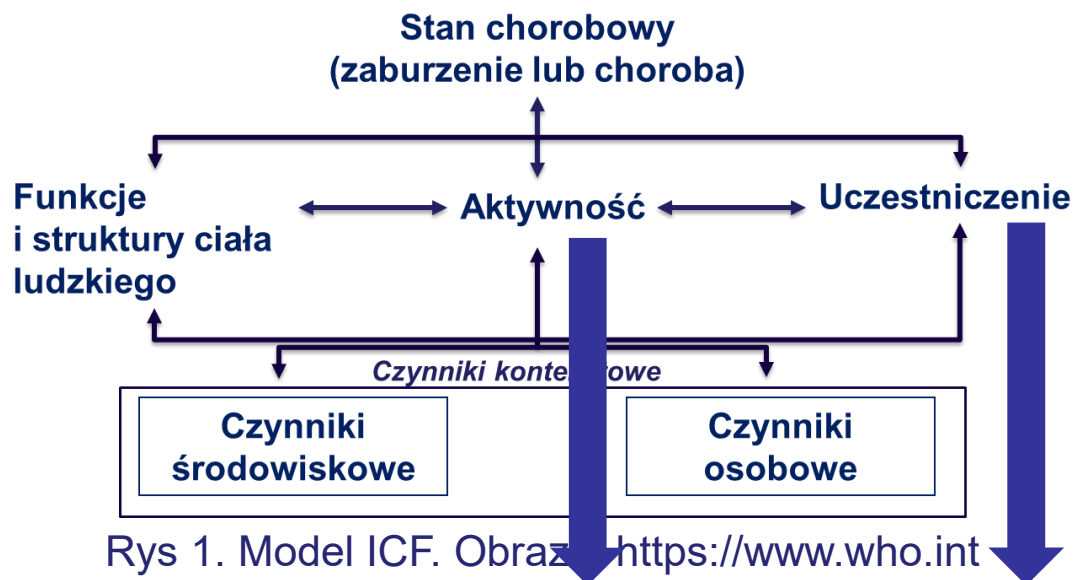 Stan chorobowy
(zaburzenie lub choroba)
Funkcje
i struktury ciała
ludzkiego
Aktywność
Uczestniczenie
Czynniki
Czynniki
środowiskowe
Czynniki
osobowe
Rys 1. Model ICF. https://www.who.int